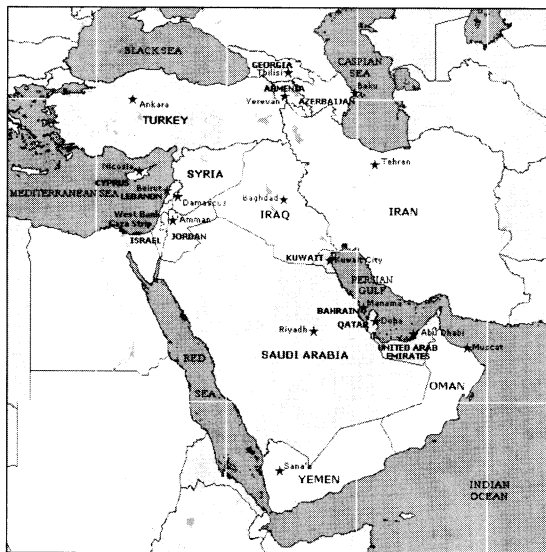 BLACK SEA
GEORGIA
Tbilisi
CASPIAN
SEA
ARMENIA
Baku
Yerevan
AZERBAIJAN
Ankara
TURKEY
Tehran
Nicosia
CYPRUS
SYRIA
MEDITERRANEAN SEA
Beirut
LEBANON
Damascus
Baghdad
IRAQ
IRAN
West Bank
Gaza Strip
Amman
ISRAEL
JORDAN
KUWAIT
Kuwait City
PERSIAN
GULF
BAHRAIN
Manama
QATAR
Doha
Abu Dhabi
Riyadh
UNITED ARAB
EMIRATES
Muscat
SAUDI ARABIA
RED
SEA
OMAN
Sana'a
YEMEN
INDIAN
OCEAN